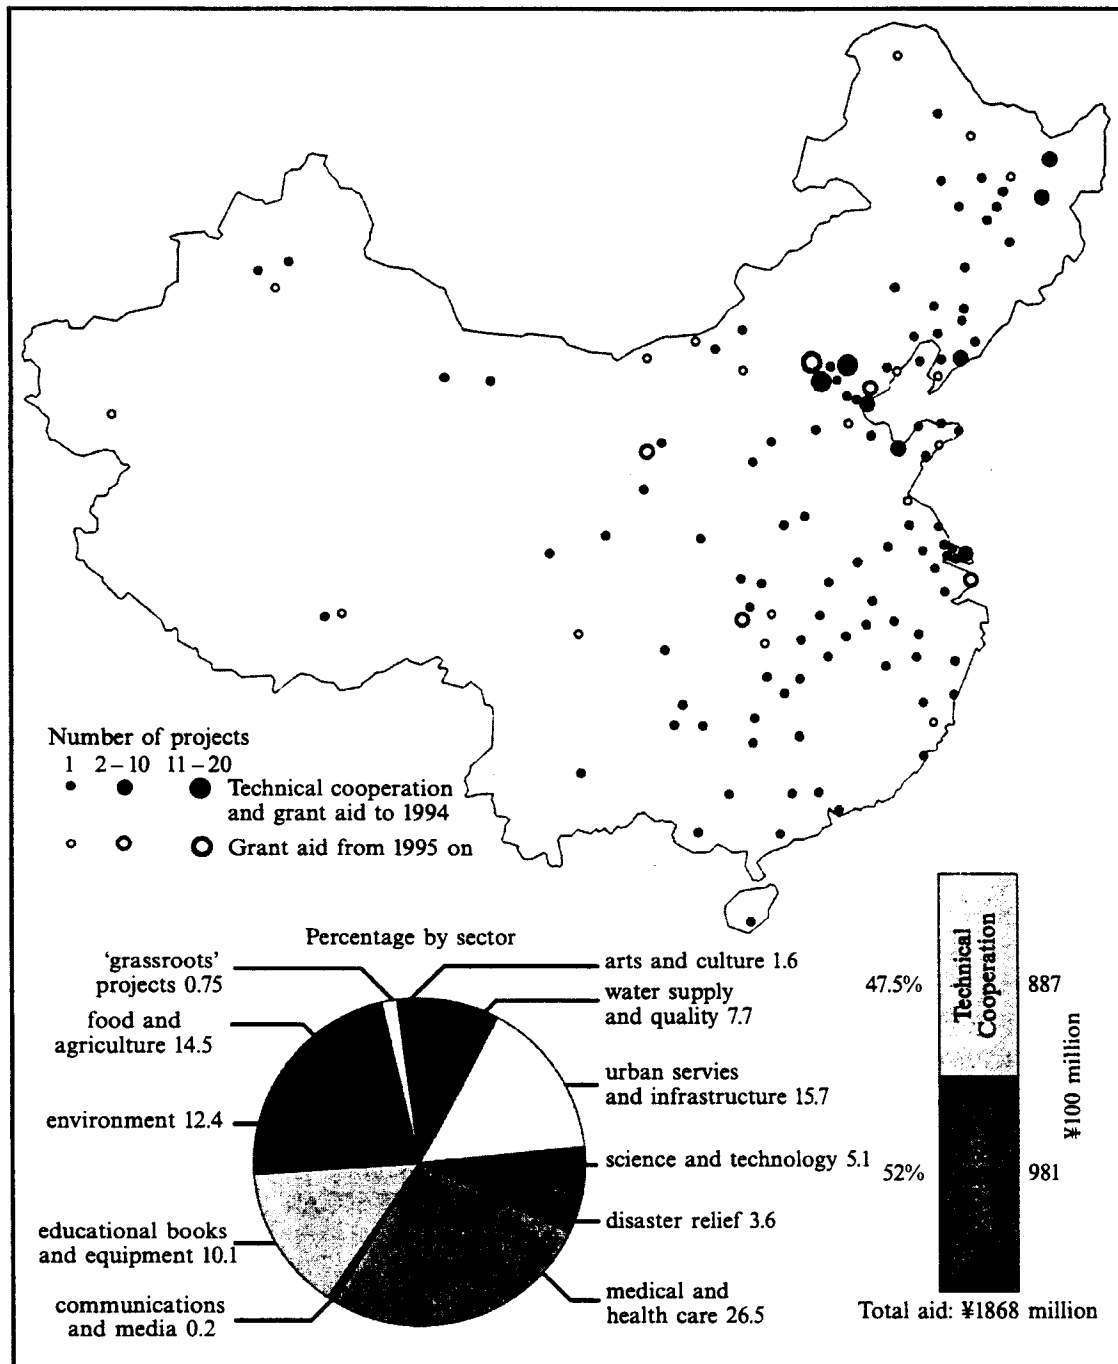 Number of projects
1 2–10 11–20
Technical cooperation
and grant aid to 1994
Grant aid from 1995 on
Percentage by sector
'grassroots'
projects 0.75
food and
agriculture 14.5
environment 12.4
educational books
and equipment 10.1
communications
and media 0.2
arts and culture 1.6
water supply
and quality 7.7
urban servies
and infrastructure 15.7
science and technology 5.1
disaster relief 3.6
medical and
health care 26.5
47.5%
Technical
Cooperation
887
52%
981
¥100 million
Total aid: ¥1868 million